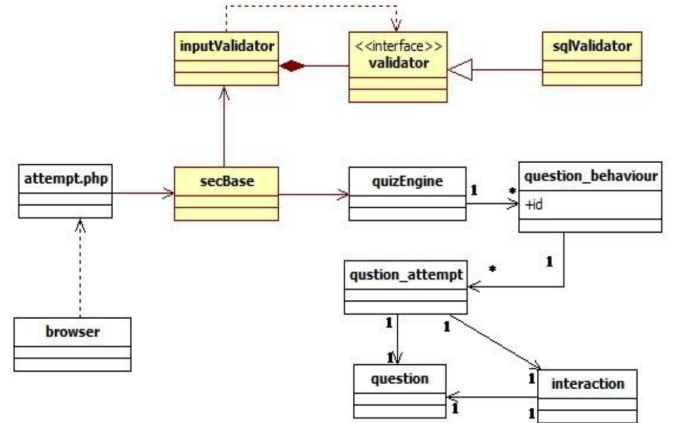 inputValidator
<<interface>>
validator
sqlValidator
attempt.php
secBase
quizEngine
question_behaviour
+id
1
*
1
*
qustion_attempt
browser
1
1
1
1
question
interaction
1
1